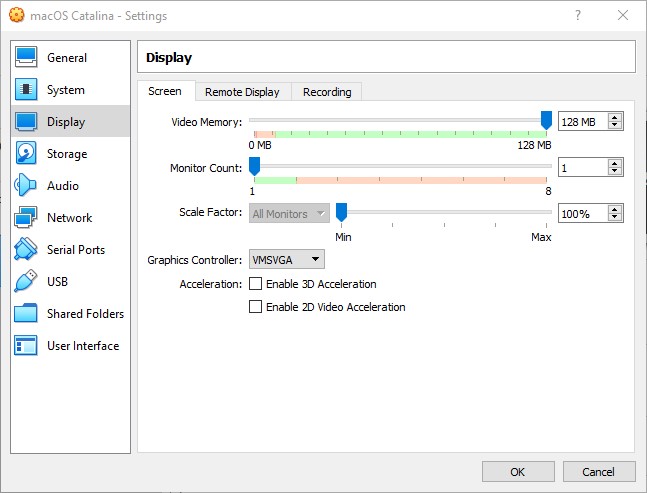 macOS Catalina - Settings
General
System
Display
Storage
Audio
Network
Serial Ports
USB
Shared Folders
User Interface
Display
Screen
Remote Display
Recording
Video Memory:
128 MB
0 MB
128 MB
Monitor Count:
1
1
8
Scale Factor:
All Monitors
100%
Min
Max
Graphics Controller:
VMSVGA
Acceleration:
Enable 3D Acceleration
Enable 2D Video Acceleration
OK
Cancel